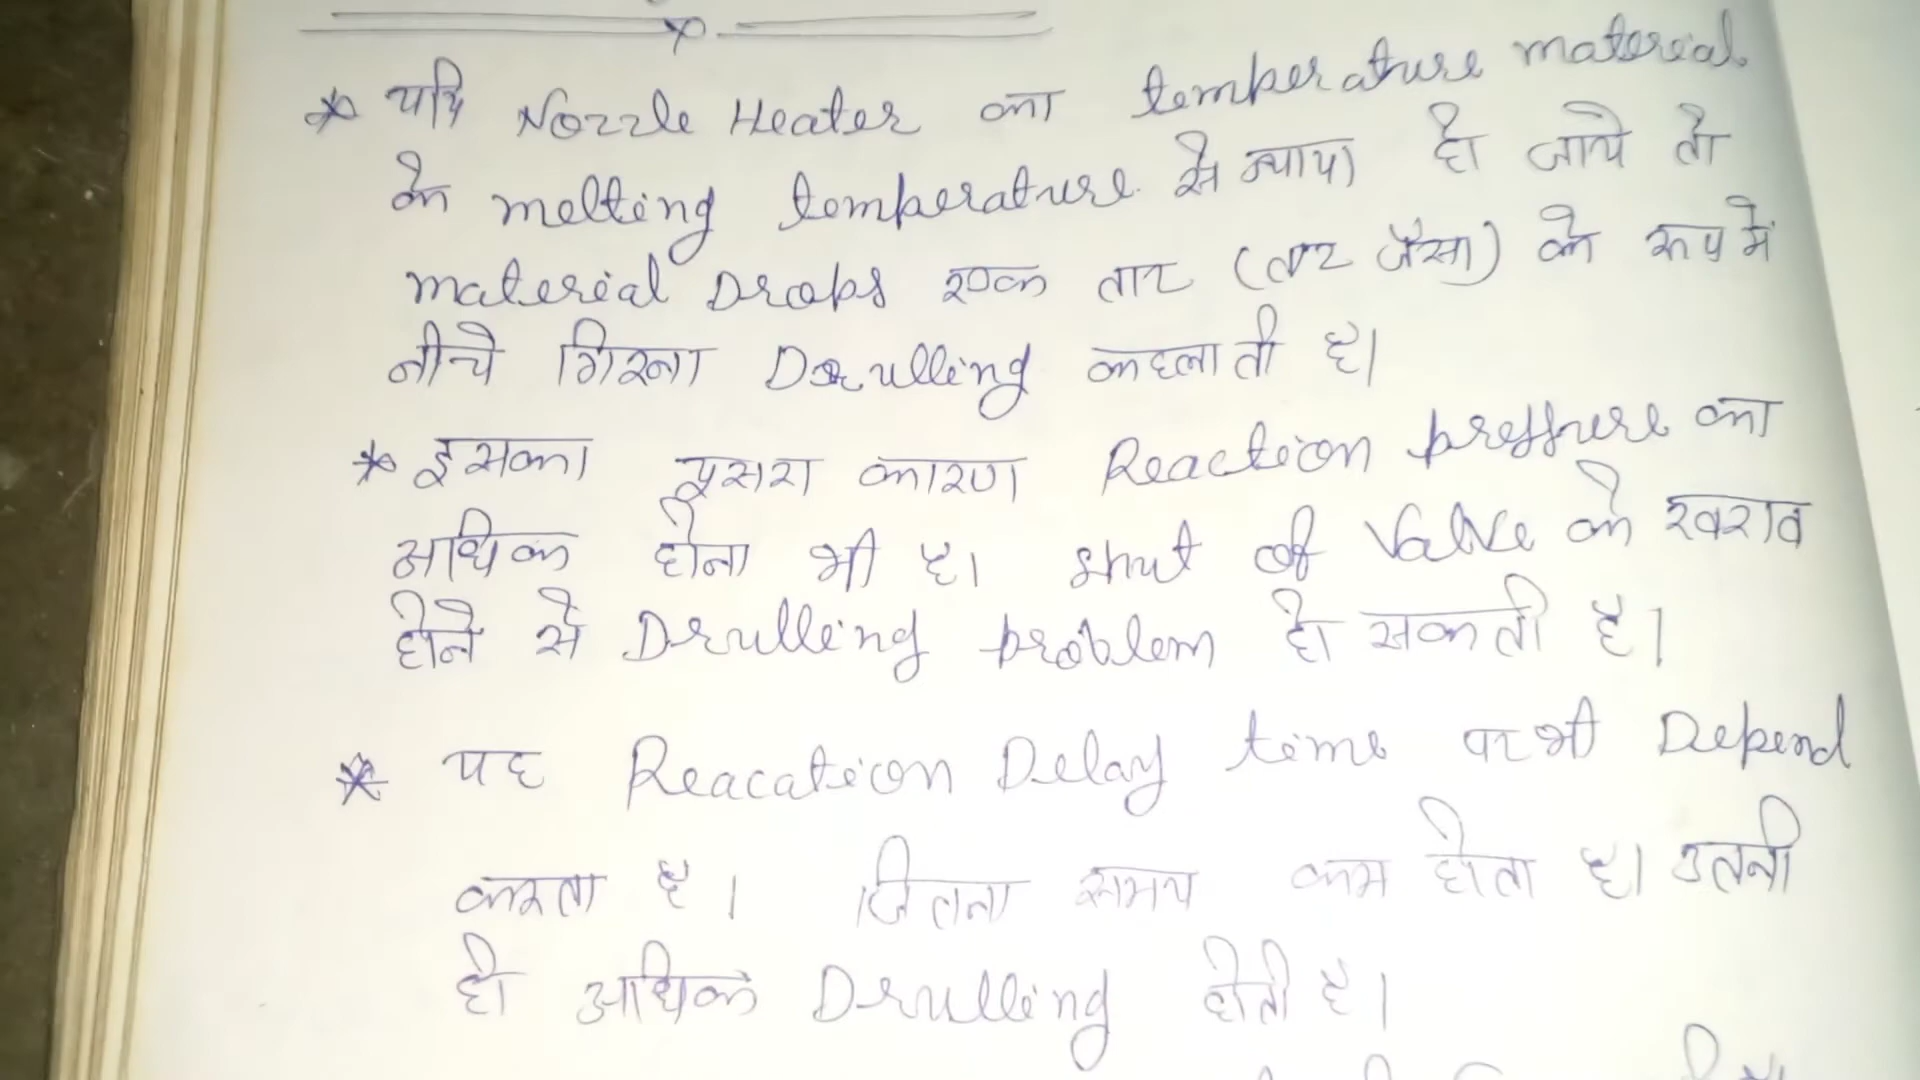 * यदि Nozzle Heater का temperature material
के melting temperature से ज्यादा हो जाये तो
material Drops एक तार (तार जैसा) के रूप में
नीचे गिरना Drulling कहलाती है।
* इसका दूसरा कारण Reaction pressure का
अधिक होना भी है। shut of Valve के खराब
होने से Drulling problem हो सकती है।
* यह Reacation Delay time पर भी Depend
करता है। जितना समय कम होता है। उतनी
ही अधिक Drulling होती है।